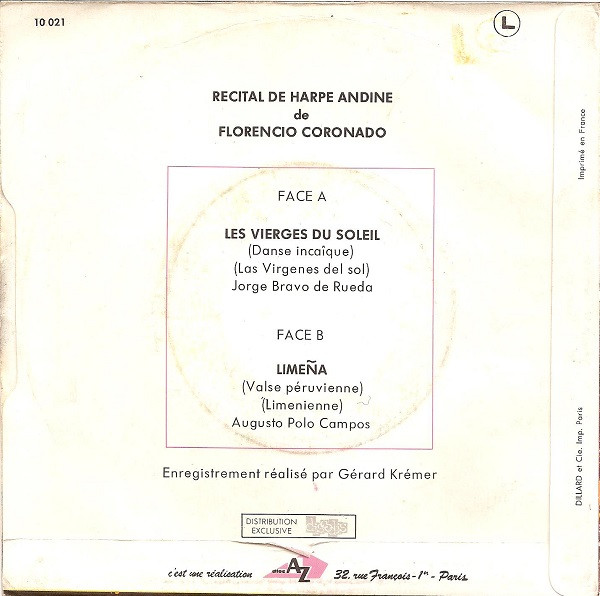 10 021
L
RECITAL DE HARPE ANDINE
de
FLORENCIO CORONADO
FACE A
LES VIERGES DU SOLEIL
(Danse incaîque)
(Las Virgenes del sol)
Jorge Bravo de Rueda
FACE B
LIMEÑA
(Valse péruvienne)
(Limenienne)
Augusto Polo Campos
Enregistrement réalisé par Gérard Krémer
DISTRIBUTION
EXCLUSIVE
c'est une réalisation
disc AZ
32, rue François-1er - Paris
Imprimé en France
DILLARD et Cie. Imp. Paris